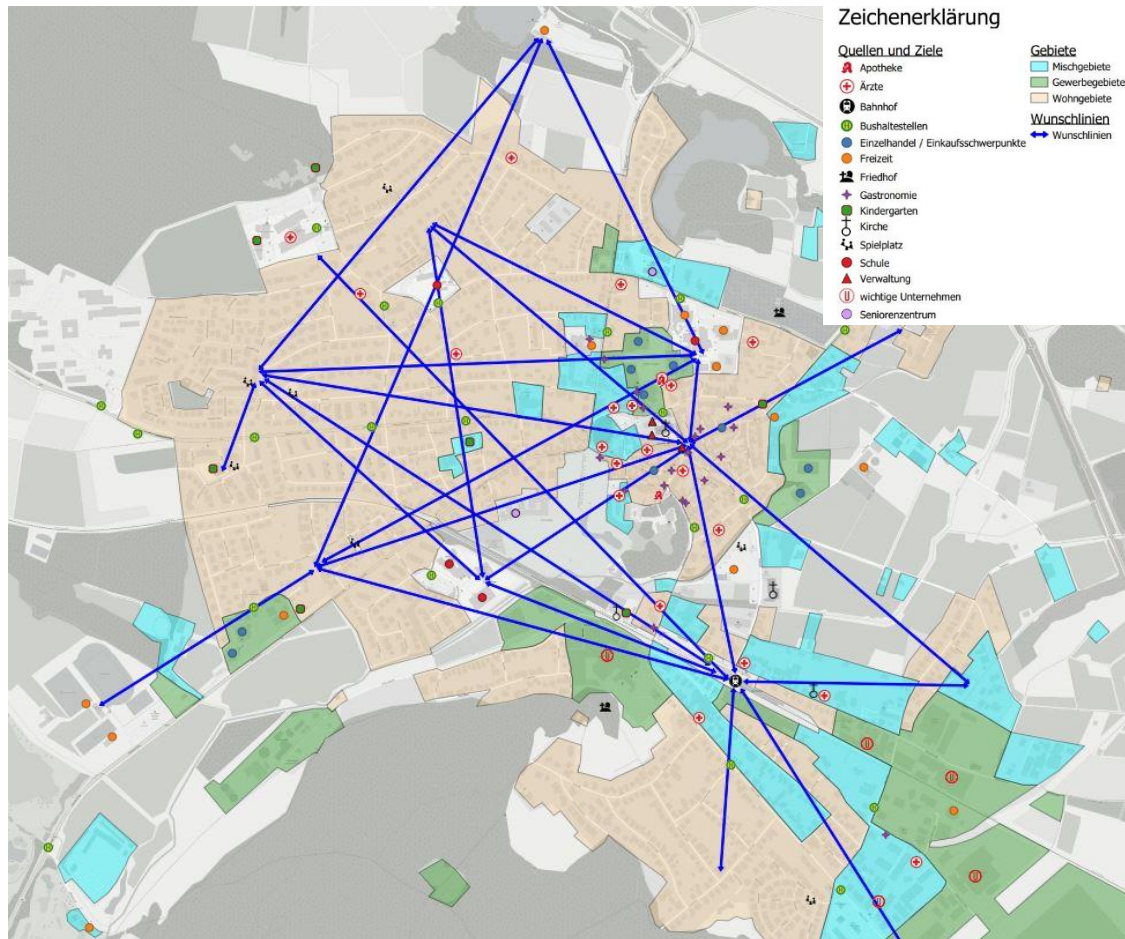 Zeichenerklärung
Quellen und Ziele
Apotheke
Ärzte
Bahnhof
Bushaltestellen
Einzelhandel / Einkaufsschwerpunkte
Freizeit
Friedhof
Gastronomie
Kindergarten
Kirche
Spielplatz
Schule
Verwaltung
wichtige Unternehmen
Seniorenzentrum
Gebiete
Mischgebiete
Gewerbegebiete
Wohngebiete
Wunschlinien
Wunschlinien